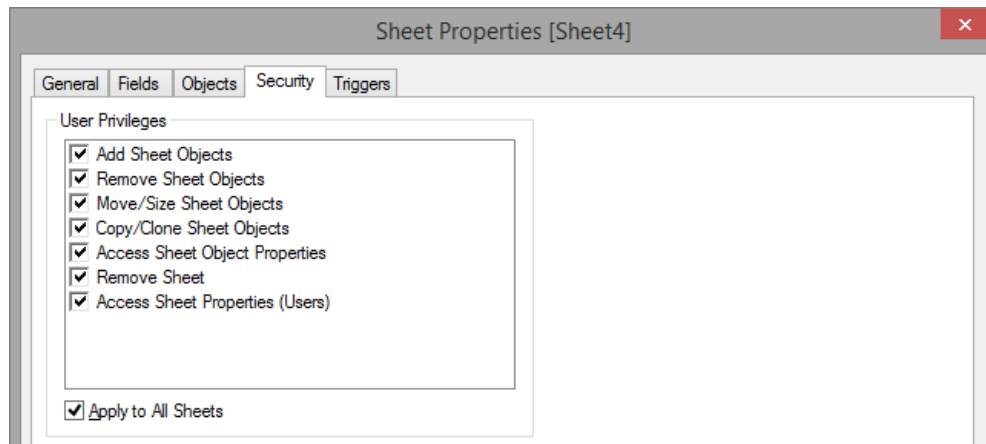 Sheet Properties [Sheet4]
General Fields Objects Security Triggers
User Privileges
Add Sheet Objects
Remove Sheet Objects
Move/Size Sheet Objects
Copy/Clone Sheet Objects
Access Sheet Object Properties
Remove Sheet
Access Sheet Properties (Users)
Apply to All Sheets